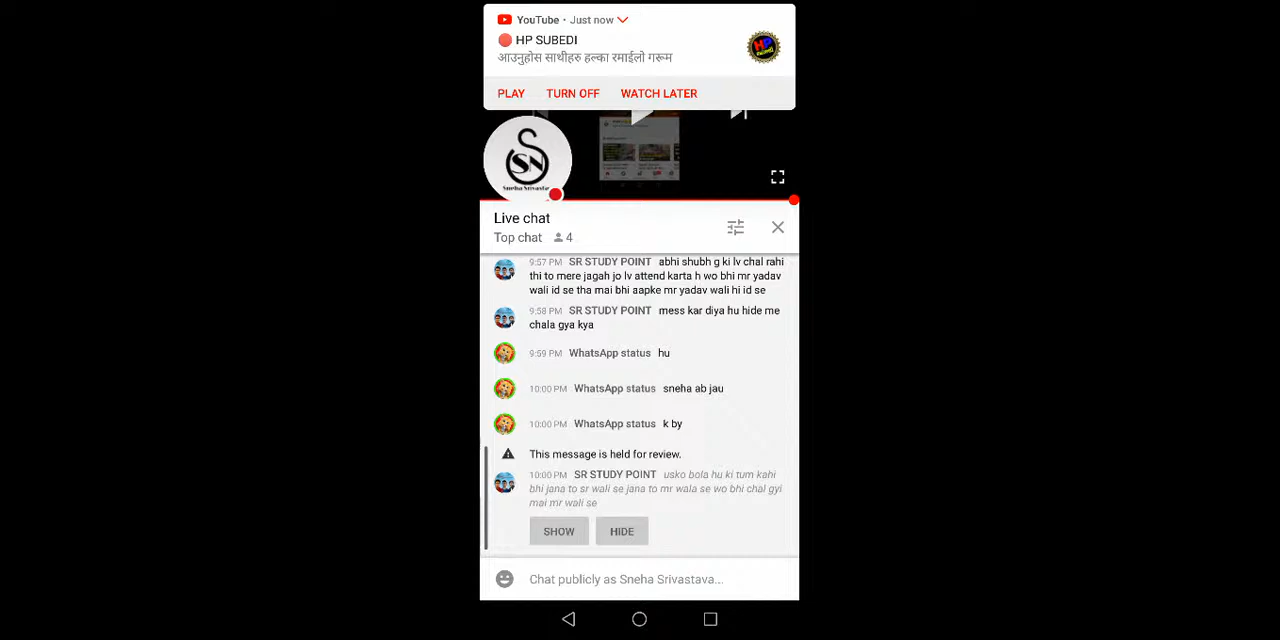 YouTube • Just now
🔴 HP SUBEDI
आउनुहोस साथीहरु हल्का रमाईलो गरूम
HP
PLAY TURN OFF WATCH LATER
SN
Sneha Srivastava
Live chat
Top chat 4
9:57 PM SR STUDY POINT abhi shubh g ki lv chal rahi
thi to mere jagah jo lv attend karta h wo bhi mr yadav
wali id se tha mai bhi aapke mr yadav wali hi id se
9:58 PM SR STUDY POINT mess kar diya hu hide me
chala gya kya
9:59 PM WhatsApp status hu
10:00 PM WhatsApp status sneha ab jau
10:00 PM WhatsApp status k by
This message is held for review.
10:00 PM SR STUDY POINT usko bola hu ki tum kahi
bhi jana to sr wali se jana to mr wala se wo bhi chal gyi
mai mr wali se
SHOW HIDE
Chat publicly as Sneha Srivastava...